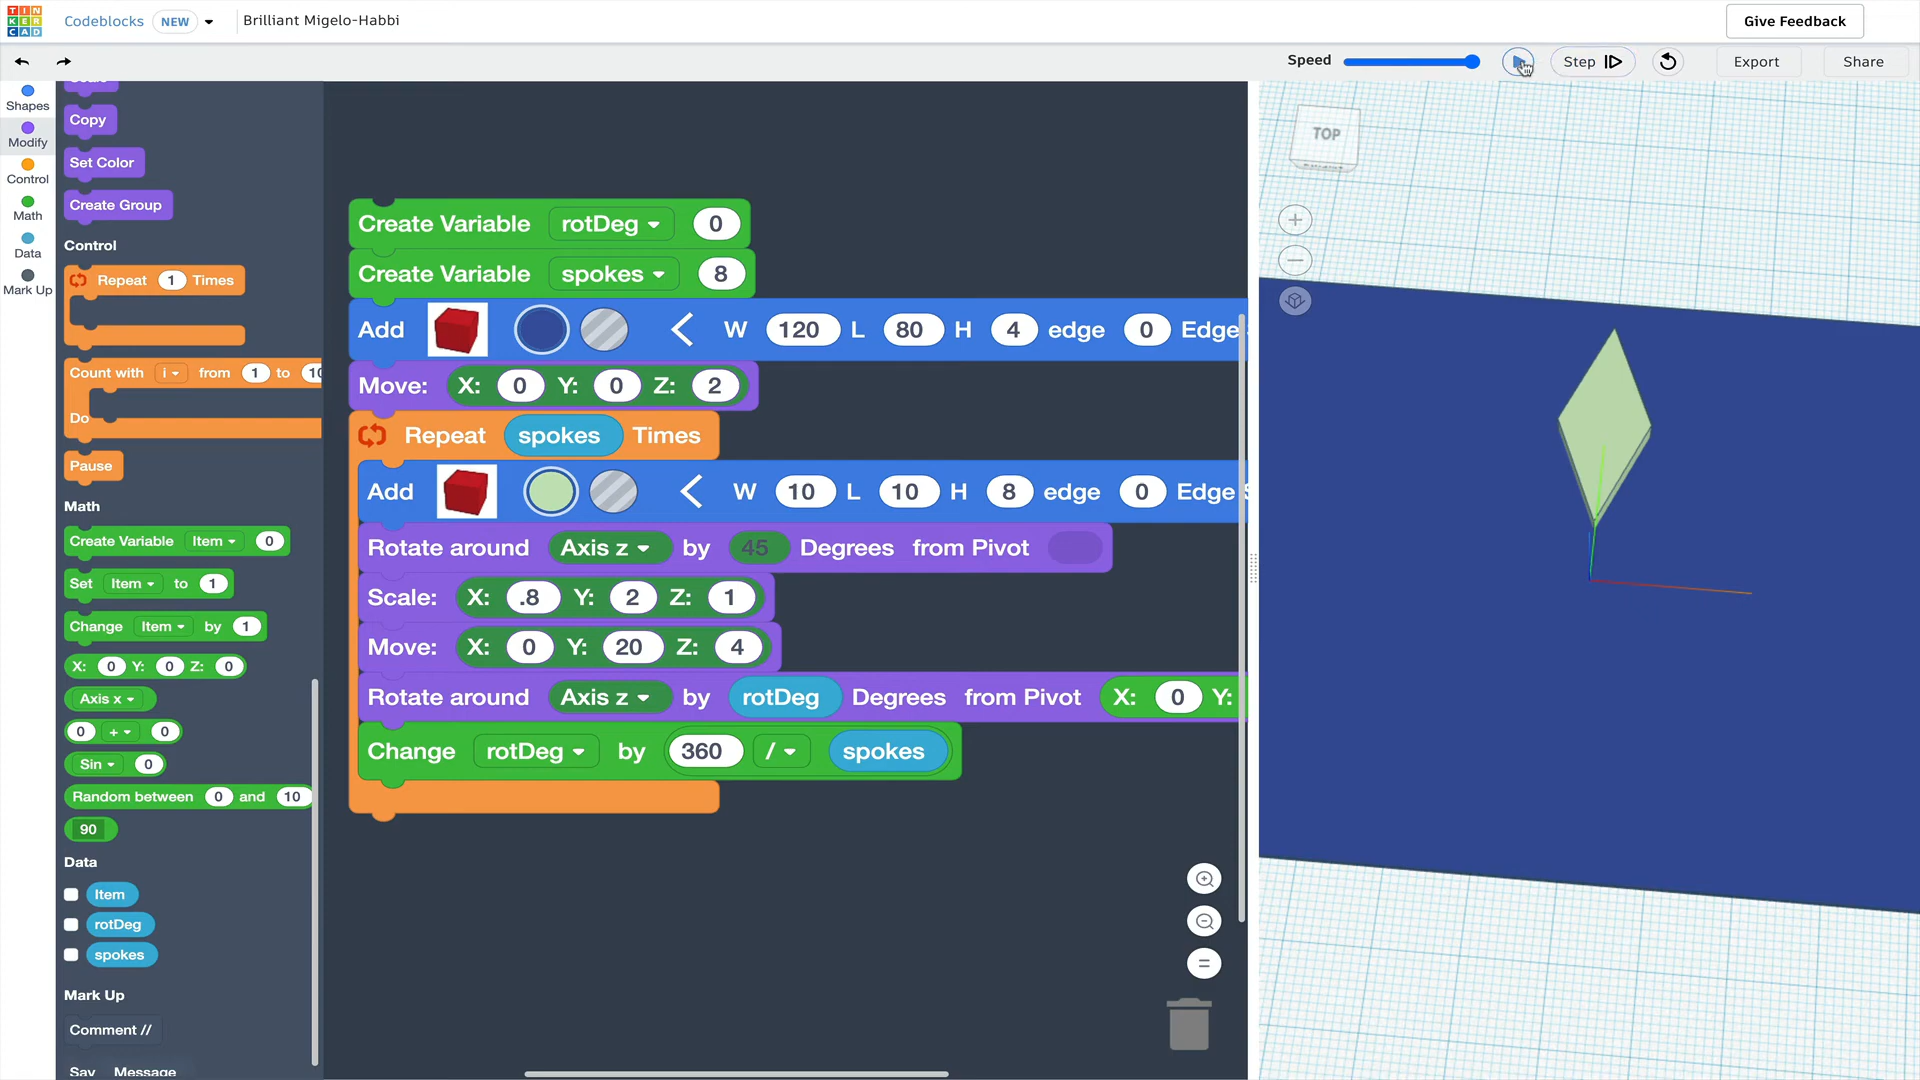 TIN
KER
CAD
Codeblocks NEW
Brilliant Migelo-Habbi
Give Feedback
Speed
Step
Export
Share
Shapes
Modify
Control
Math
Data
Mark Up
Scale
Copy
Set Color
Create Group
Control
Repeat 1 Times
Count with i from 1 to 10
Do
Pause
Math
Create Variable Item 0
Set Item to 1
Change Item by 1
X: 0 Y: 0 Z: 0
Axis x
0 + 0
Sin 0
Random between 0 and 10
90
Data
Item
rotDeg
spokes
Mark Up
Comment //
Say Message
Create Variable rotDeg 0
Create Variable spokes 8
Add W 120 L 80 H 4 edge 0 Edge
Move: X: 0 Y: 0 Z: 2
Repeat spokes Times
Add W 10 L 10 H 8 edge 0 Edge
Rotate around Axis z by 45 Degrees from Pivot
Scale: X: .8 Y: 2 Z: 1
Move: X: 0 Y: 20 Z: 4
Rotate around Axis z by rotDeg Degrees from Pivot X: 0 Y:
Change rotDeg by 360 / spokes
TOP